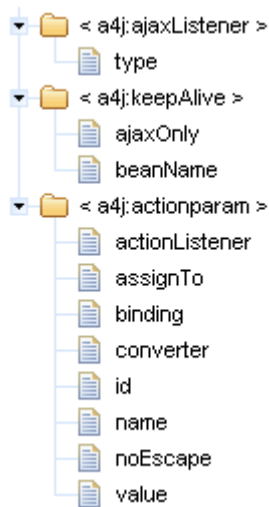 < a4j:ajaxListener >
type
< a4j:keepAlive >
ajaxOnly
beanName
< a4j:actionparam >
actionListener
assignTo
binding
converter
id
name
noEscape
value